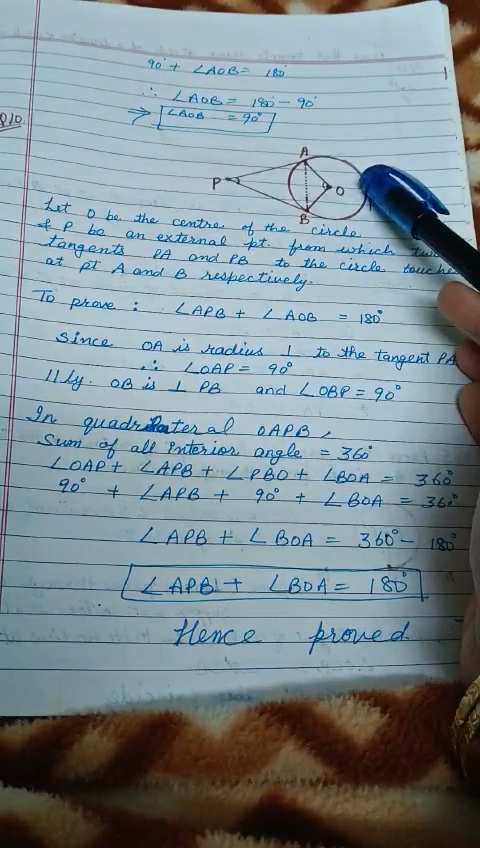 90° + ∠AOB = 180°
∴ ∠AOB = 180° - 90°
⇒ ∠AOB = 90°
Q10.
A
P
O
B
Let O be the centre of the circle
& P be an external pt. from which two
tangents PA and PB to the circle touches
at pt A and B respectively.
To prove : ∠APB + ∠AOB = 180°
Since OA is radius ⊥ to the tangent PA
∴ ∠OAP = 90°
111ly. OB is ⊥ PB and ∠OBP = 90°
In quadrilateral OAPB,
Sum of all interior angle = 360°
∠OAP + ∠APB + ∠PBO + ∠BOA = 360°
90° + ∠APB + 90° + ∠BOA = 360°
∠APB + ∠BOA = 360° - 180°
∠APB + ∠BOA = 180°
Hence proved